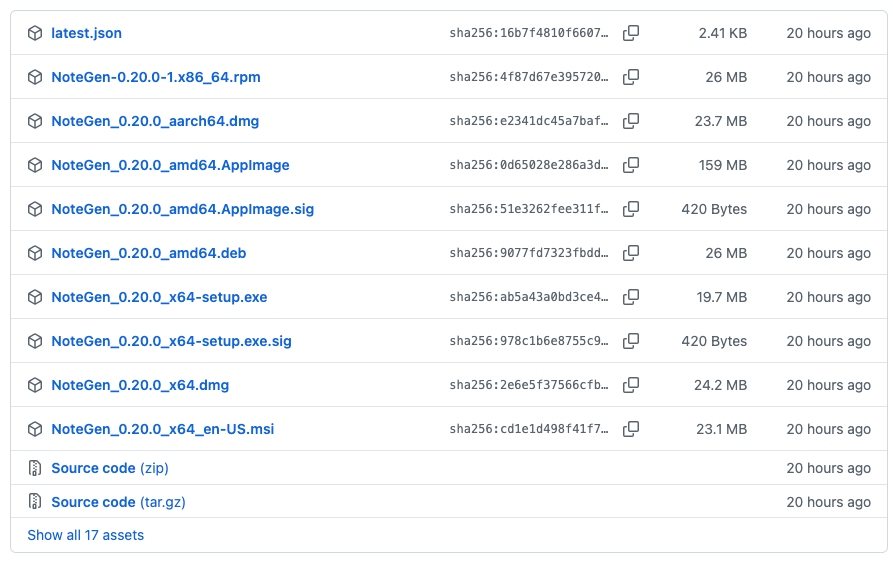 latest.json sha256:16b7f4810f6607… 2.41 KB 20 hours ago
NoteGen-0.20.0-1.x86_64.rpm sha256:4f87d67e395720… 26 MB 20 hours ago
NoteGen_0.20.0_aarch64.dmg sha256:e2341dc45a7baf… 23.7 MB 20 hours ago
NoteGen_0.20.0_amd64.AppImage sha256:0d65028e286a3d… 159 MB 20 hours ago
NoteGen_0.20.0_amd64.AppImage.sig sha256:51e3262fee311f… 420 Bytes 20 hours ago
NoteGen_0.20.0_amd64.deb sha256:9077fd7323fbdd… 26 MB 20 hours ago
NoteGen_0.20.0_x64-setup.exe sha256:ab5a43a0bd3ce4… 19.7 MB 20 hours ago
NoteGen_0.20.0_x64-setup.exe.sig sha256:978c1b6e8755c9… 420 Bytes 20 hours ago
NoteGen_0.20.0_x64.dmg sha256:2e6e5f37566cfb… 24.2 MB 20 hours ago
NoteGen_0.20.0_x64_en-US.msi sha256:cd1e1d498f41f7… 23.1 MB 20 hours ago
Source code (zip) 20 hours ago
Source code (tar.gz) 20 hours ago
Show all 17 assets